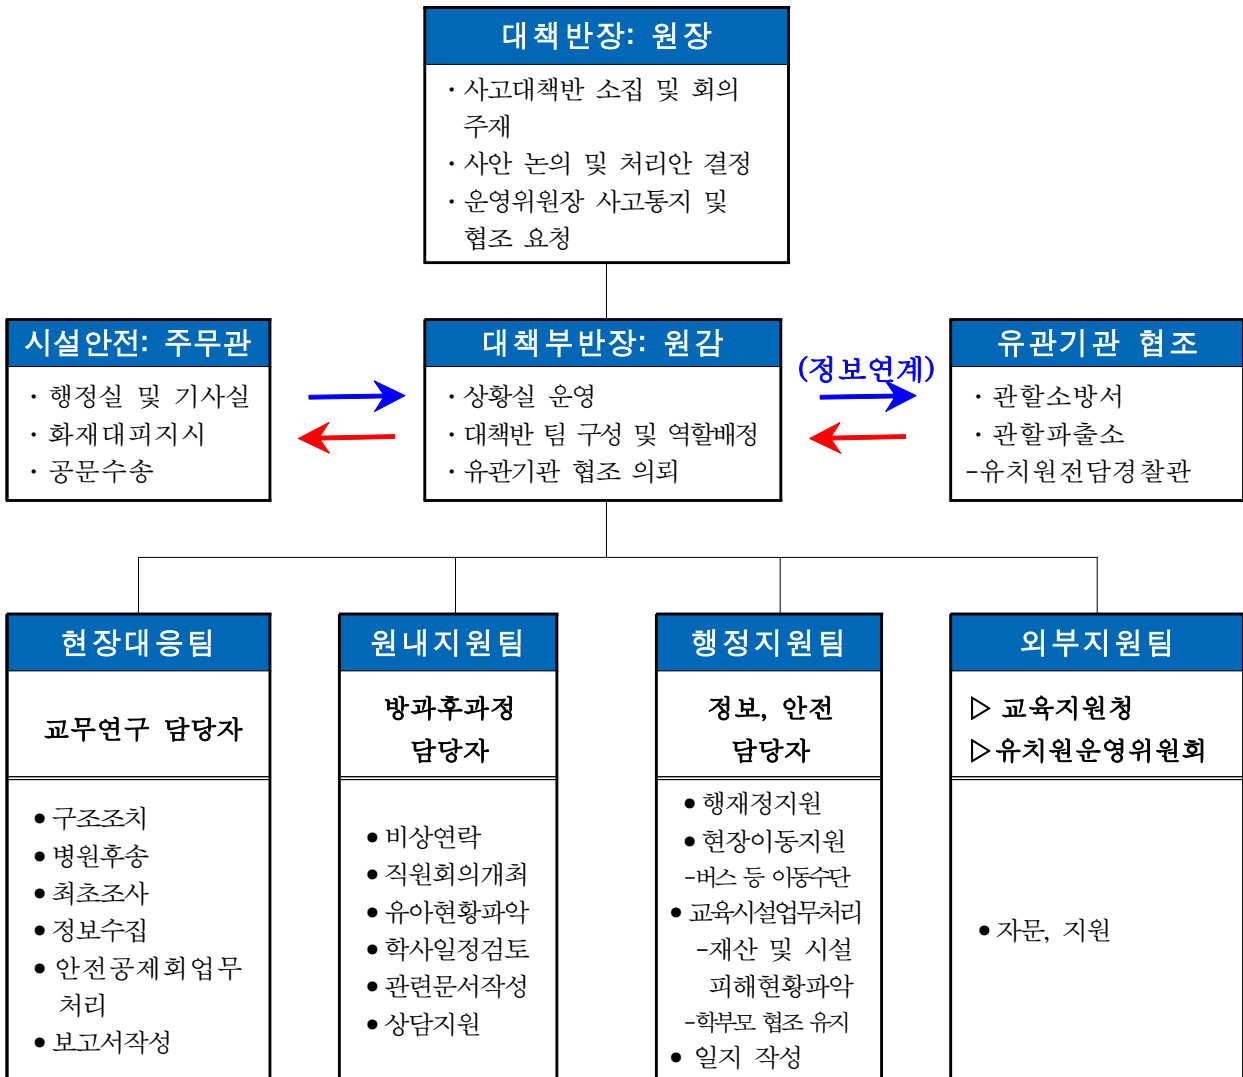 대책반장: 원장
· 사고대책반 소집 및 회의
주재
· 사안 논의 및 처리안 결정
· 운영위원장 사고통지 및
협조 요청
시설안전: 주무관
· 행정실 및 기사실
· 화재대피지시
· 공문수송
대책부반장: 원감
· 상황실 운영
· 대책반 팀 구성 및 역할배정
· 유관기관 협조 의뢰
(정보연계)
유관기관 협조
· 관할소방서
· 관할파출소
-유치원전담경찰관
현장대응팀
교무연구 담당자
● 구조조치
● 병원후송
● 최초조사
● 정보수집
● 안전공제회업무
처리
● 보고서작성
원내지원팀
방과후과정
담당자
● 비상연락
● 직원회의개최
● 유아현황파악
● 학사일정검토
● 관련문서작성
● 상담지원
행정지원팀
정보, 안전
담당자
● 행재정지원
● 현장이동지원
-버스 등 이동수단
● 교육시설업무처리
-재산 및 시설
피해현황파악
-학부모 협조 유지
● 일지 작성
외부지원팀
▷ 교육지원청
▷유치원운영위원회
● 자문, 지원